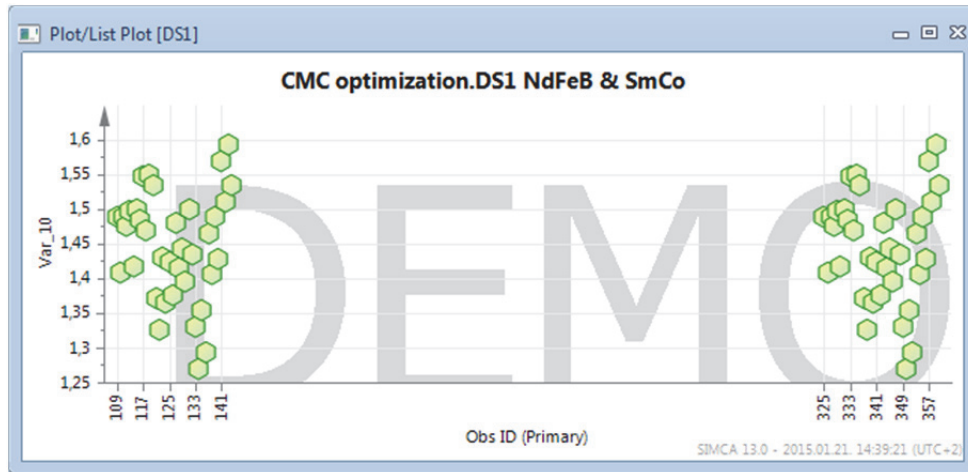 Plot/List Plot [DS1]
CMC optimization.DS1 NdFeB & SmCo
1,6
1,55
1,5
1,45
1,4
1,35
1,3
1,25
Var_10
DEMO
109 117 125 133 141 325 333 341 349 357
Obs ID (Primary)
SIMCA 13.0 - 2015.01.21. 14:39:21 (UTC+2)